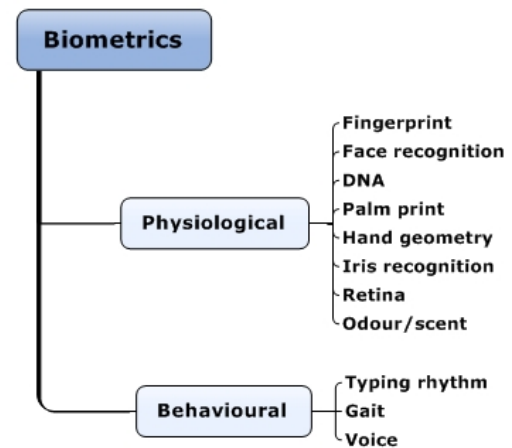 Biometrics
Physiological
Fingerprint
Face recognition
DNA
Palm print
Hand geometry
Iris recognition
Retina
Odour/scent
Behavioural
Typing rhythm
Gait
Voice